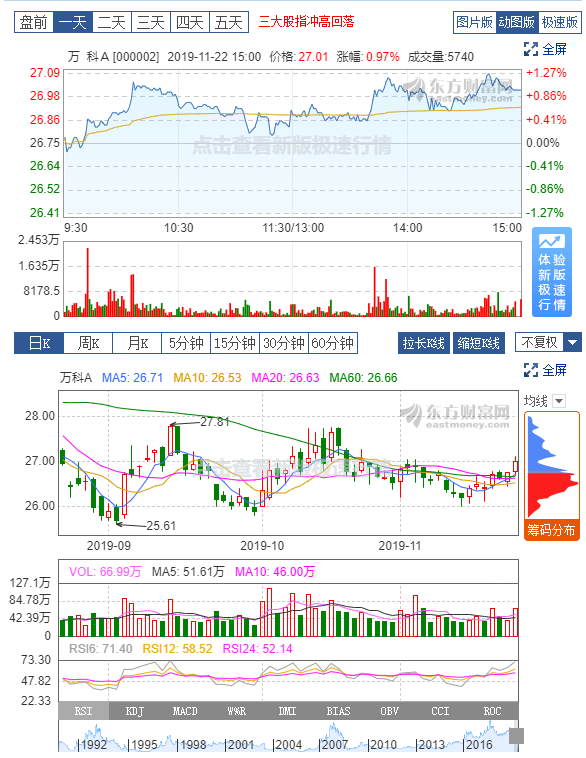 盘前 一天 二天 三天 四天 五天 三大股指冲高回落 图片版 动图版 极速版
全屏
万 科A [000002] 2019-11-22 15:00 价格: 27.01 涨幅: 0.97% 成交量:5740
27.09 +1.27%
26.98 东方财富网 +0.86%
eastmoney.com
26.86 +0.41%
26.75 点击查看新版极速行情 0.00%
26.64 -0.41%
26.52 -0.86%
26.41 -1.27%
9:30 10:30 11:30/13:00 14:00 15:00
2.453万
1.635万
8178.5
0
体验
新版
极速
行情
日K 周K 月K 5分钟 15分钟 30分钟 60分钟 拉长K线 缩短K线 不复权
全屏
万科A MA5: 26.71 MA10: 26.53 MA20: 26.63 MA60: 26.66
均线
28.00 27.81 东方财富网
eastmoney.com
27.00 点击查看新版极速行情
26.00
25.61
筹码分布
2019-09 2019-10 2019-11
VOL: 66.99万 MA5: 51.61万 MA10: 46.00万
127.1万
84.78万
42.39万
0
RSI6: 71.40 RSI12: 58.52 RSI24: 52.14
73.30
47.82
22.33
RSI KDJ MACD W%R DMI BIAS OBV CCI ROC
1992 1995 1998 2001 2004 2007 2010 2013 2016